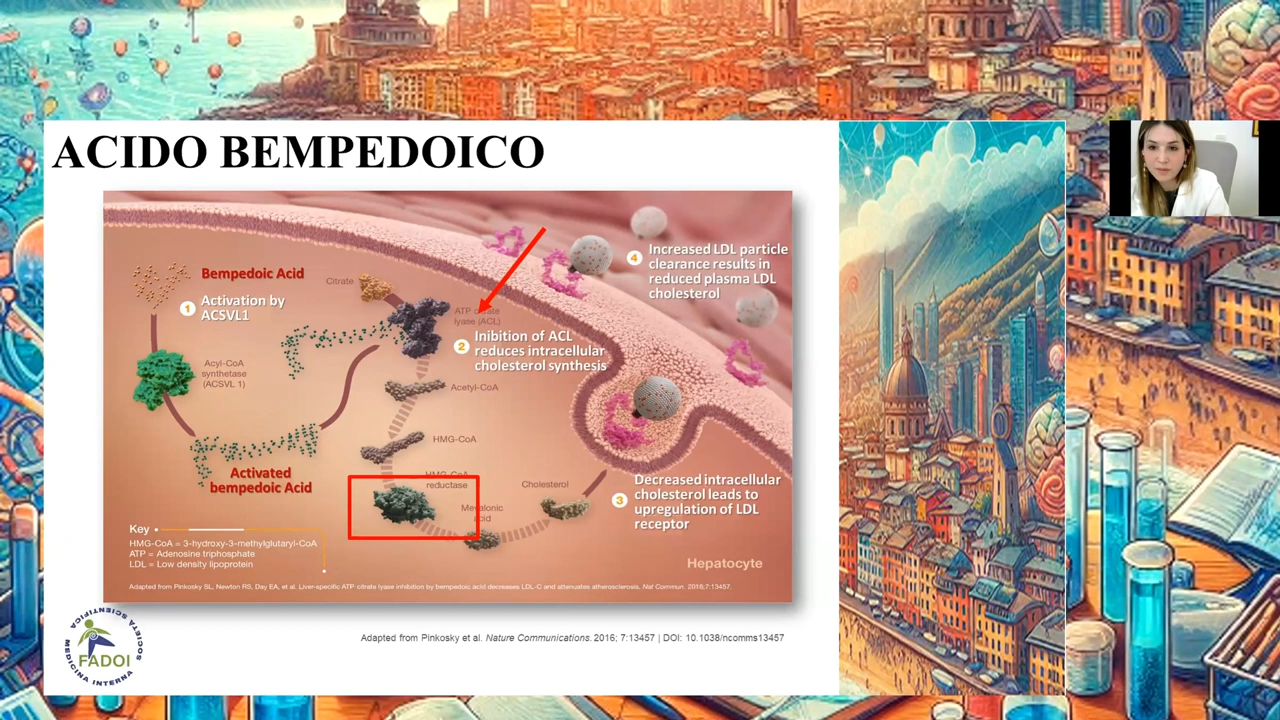 ACIDO BEMPEDOICO
Bempedoic Acid
1
Activation by
ACSVL1
Acyl-CoA
synthetase
(ACSVL 1)
Activated
bempedoic Acid
Citrate
ATP citrate
lyase (ACL)
2
Inibition of ACL
reduces intracellular
cholesterol synthesis
Acetyl-CoA
HMG-CoA
HMG-CoA
reductase
Mevalonic
acid
Cholesterol
3
Decreased intracellular
cholesterol leads to
upregulation of LDL
receptor
4
Increased LDL particle
clearance results in
reduced plasma LDL
cholesterol
Hepatocyte
Key
HMG-CoA = 3-hydroxy-3-methylglutaryl-CoA
ATP = Adenosine triphosphate
LDL = Low density lipoprotein
Adapted from Pinkosky SL, Newton RS, Day EA, et al. Liver-specific ATP citrate lyase inhibition by bempedoic acid decreases LDL-C and attenuates atherosclerosis. Nat Commun. 2016;7:13457.
Adapted from Pinkosky et al. Nature Communications. 2016; 7:13457 | DOI: 10.1038/ncomms13457
SOCIETÀ SCIENTIFICA
FADOI
MEDICINA INTERNA